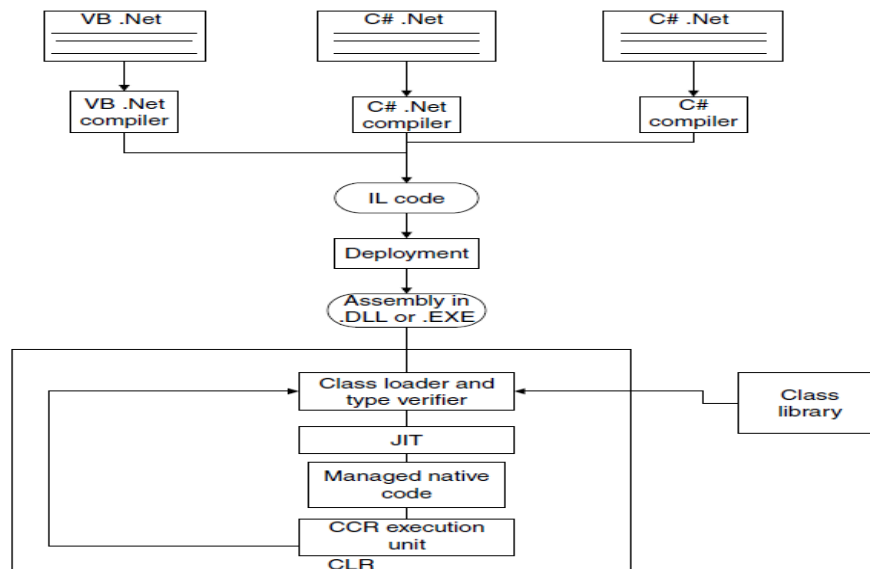 VB .Net
C# .Net
C# .Net
VB .Net
compiler
C# .Net
compiler
C#
compiler
IL code
Deployment
Assembly in
.DLL or .EXE
Class loader and
type verifier
Class
library
JIT
Managed native
code
CCR execution
unit
CLR